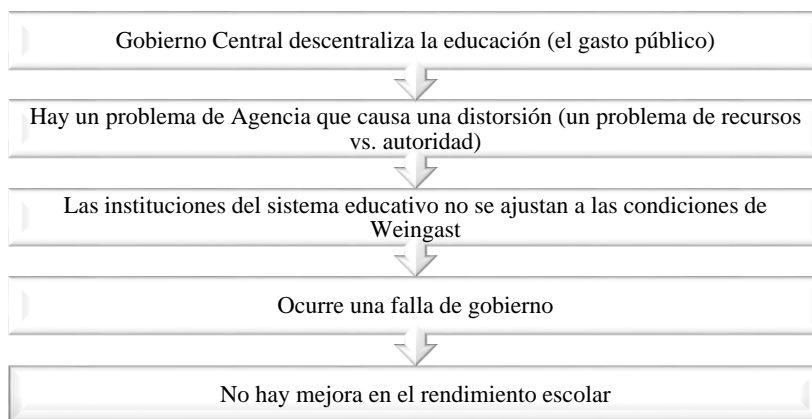 Gobierno Central descentraliza la educación (el gasto público)
Hay un problema de Agencia que causa una distorsión (un problema de recursos
vs. autoridad)
Las instituciones del sistema educativo no se ajustan a las condiciones de
Weingast
Ocurre una falla de gobierno
No hay mejora en el rendimiento escolar